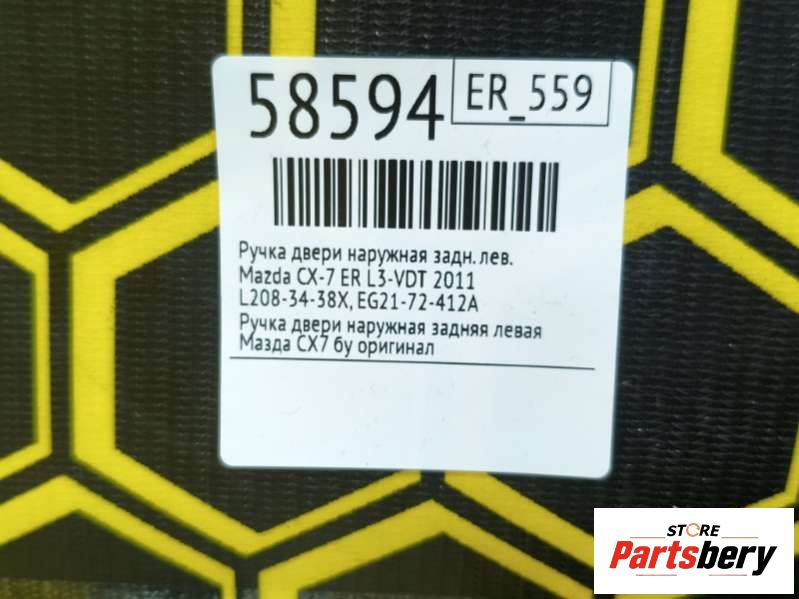 58594
ER_559
Ручка двери наружная задн. лев.
Mazda CX-7 ER L3-VDT 2011
L208-34-38X, EG21-72-412A
Ручка двери наружная задняя левая
Мазда СХ7 бу оригинал
STORE
Partsbery